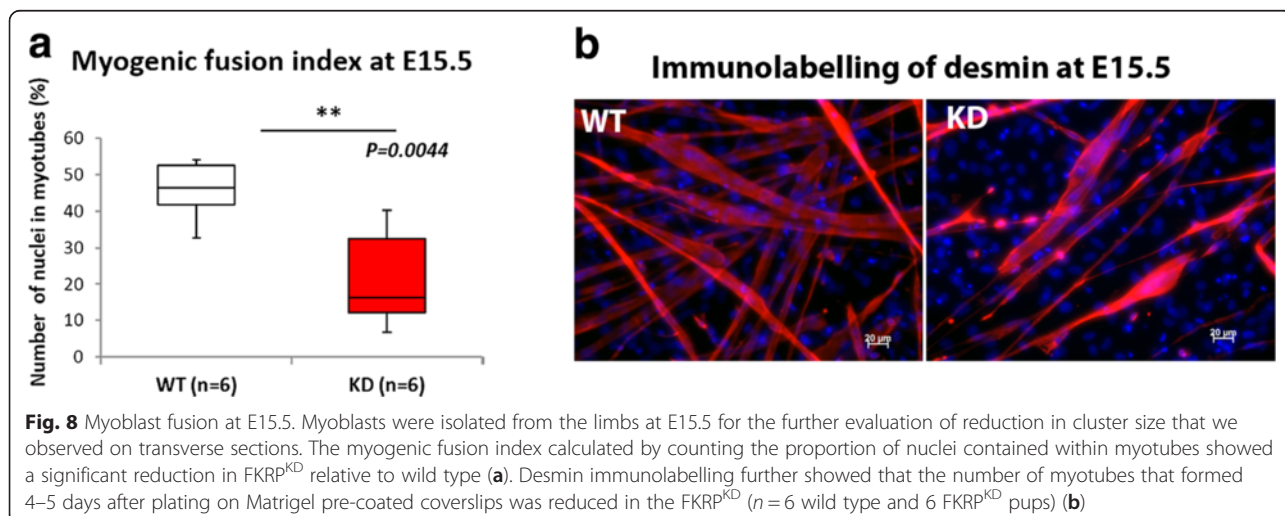 a
Myogenic fusion index at E15.5
Number of nuclei in myotubes (%)
60
50
40
30
20
10
0
**
P=0.0044
WT (n=6)
KD (n=6)
b
Immunolabelling of desmin at E15.5
WT
20 µm
KD
20 µm
Fig. 8 Myoblast fusion at E15.5. Myoblasts were isolated from the limbs at E15.5 for the further evaluation of reduction in cluster size that we
observed on transverse sections. The myogenic fusion index calculated by counting the proportion of nuclei contained within myotubes showed
a significant reduction in FKRPᴷᴰ relative to wild type (a). Desmin immunolabelling further showed that the number of myotubes that formed
4–5 days after plating on Matrigel pre-coated coverslips was reduced in the FKRPᴷᴰ (n = 6 wild type and 6 FKRPᴷᴰ pups) (b)